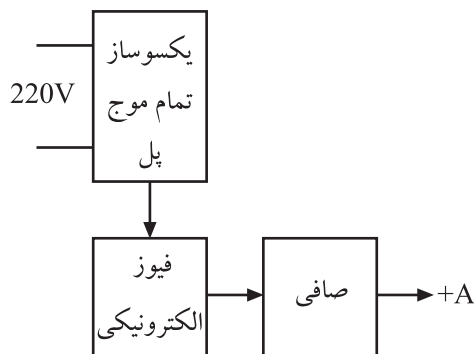 یکسوساز
تمام موج
پل
220V
فیوز
الکترونیکی
صافی
+A